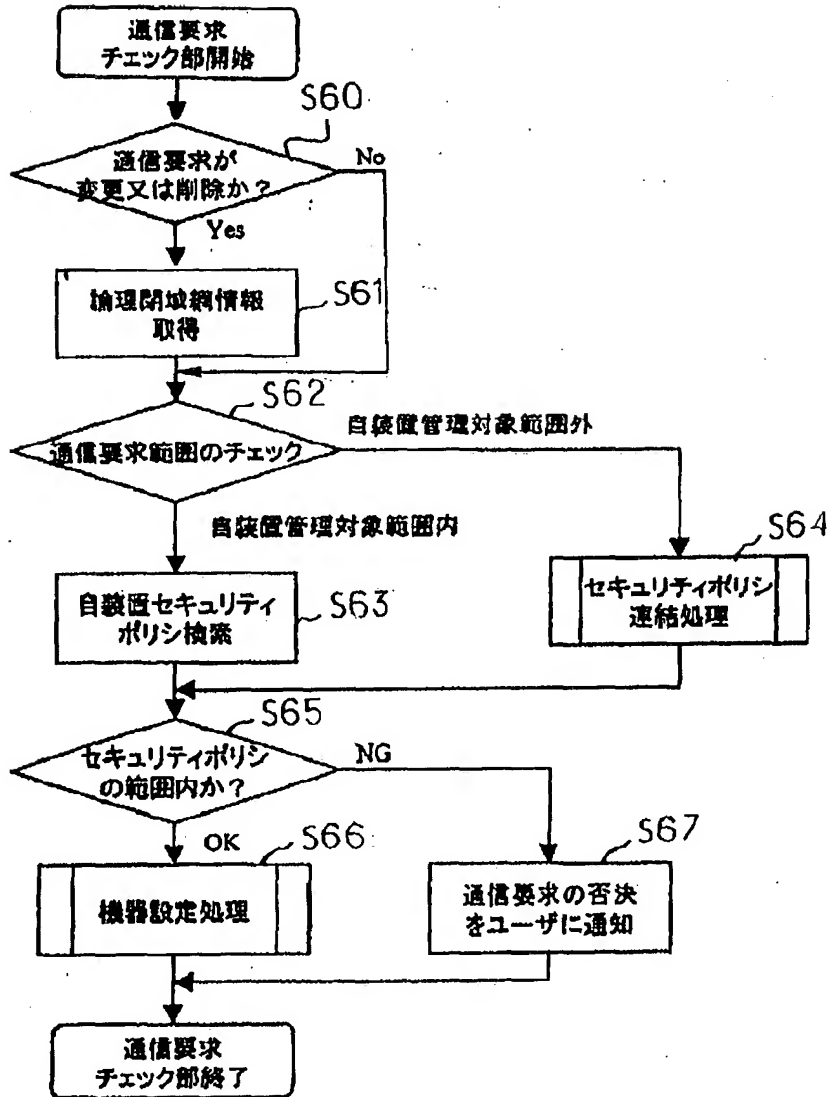 通信要求
チェック部開始
S60
通信要求が
変更又は削除か？
No
Yes
論理閉域網情報
取得
S61
S62
通信要求範囲のチェック
自装置管理対象範囲外
自装置管理対象範囲内
S64
自装置セキュリティ
ポリシ検索
S63
セキュリティポリシ
連結処理
S65
セキュリティポリシ
の範囲内か？
NG
OK
S66
S67
機器設定処理
通信要求の否決
をユーザに通知
通信要求
チェック部終了